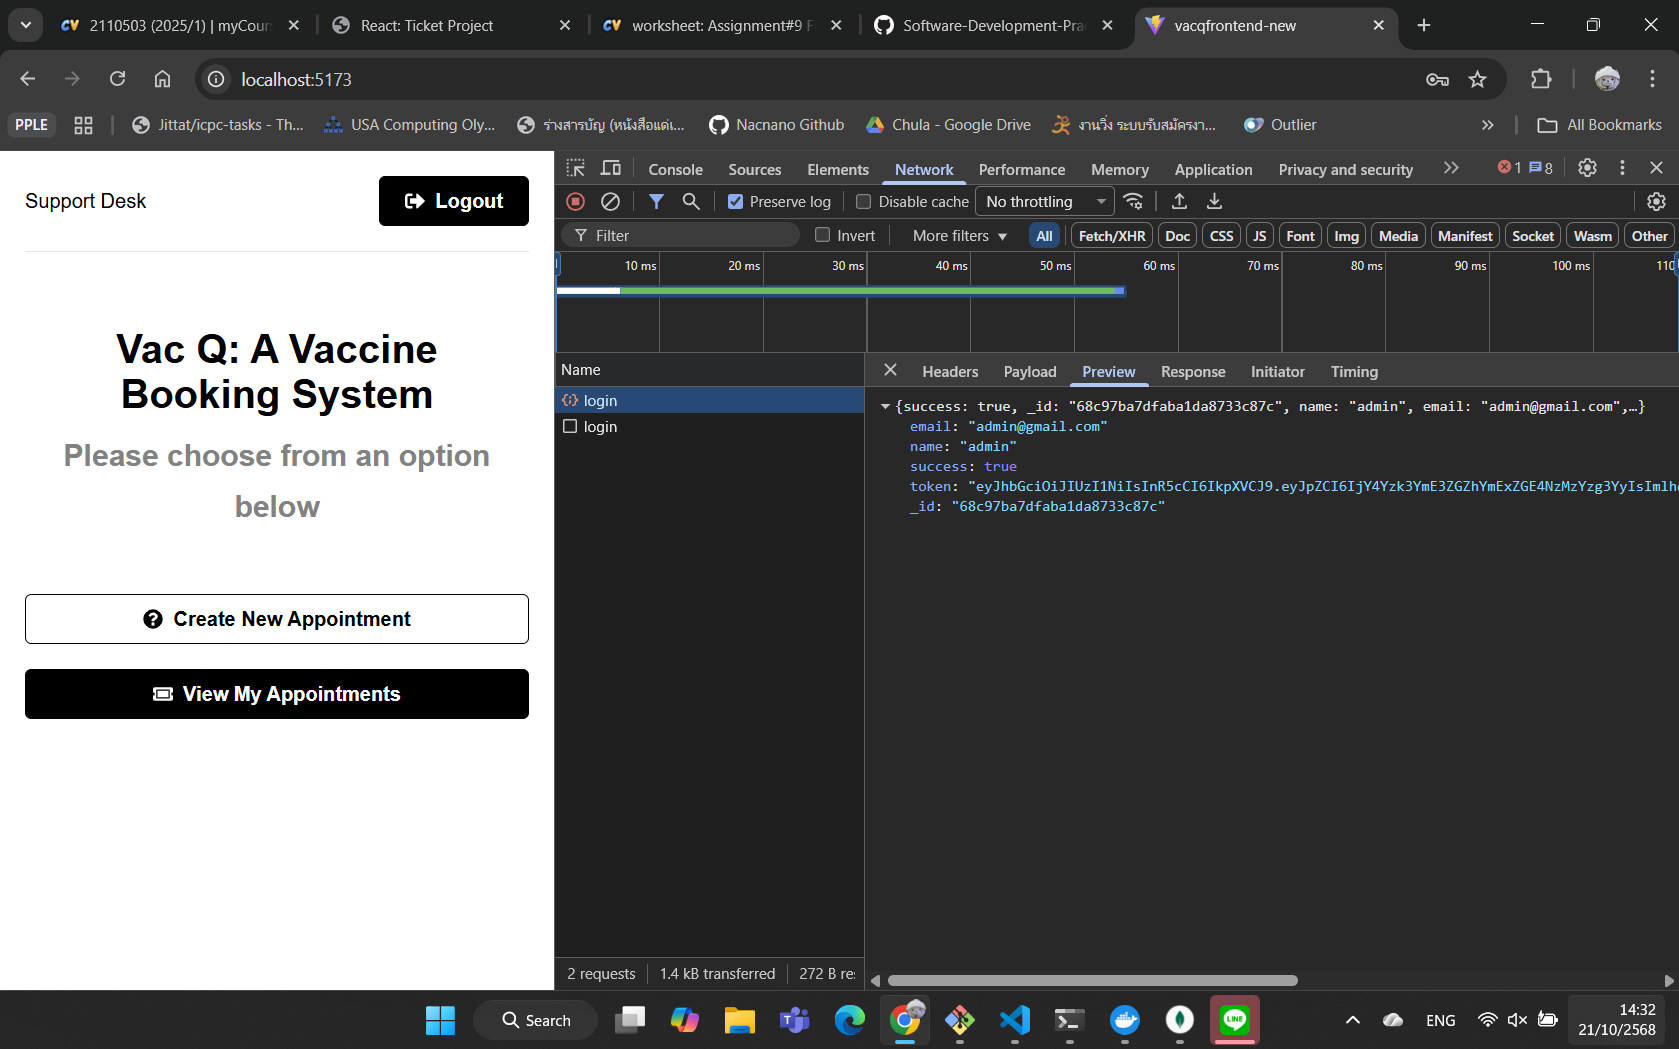 2110503 (2025/1) | myCour
React: Ticket Project
worksheet: Assignment#9 F
Software-Development-Pra
vacqfrontend-new
localhost:5173
PPLE
Jittat/icpc-tasks - Th...
USA Computing Oly...
ร่างสารบัญ (หนังสือแด่เ...
Nacnano Github
Chula - Google Drive
งานวิ่ง ระบบรับสมัครงา...
Outlier
All Bookmarks
Support Desk
Logout
Vac Q: A Vaccine
Booking System
Please choose from an option
below
Create New Appointment
View My Appointments
Console Sources Elements Network Performance Memory Application Privacy and security 1 8
Preserve log Disable cache No throttling
Filter Invert More filters All Fetch/XHR Doc CSS JS Font Img Media Manifest Socket Wasm Other
10 ms 20 ms 30 ms 40 ms 50 ms 60 ms 70 ms 80 ms 90 ms 100 ms 110
Name
login
login
Headers Payload Preview Response Initiator Timing
{success: true, _id: "68c97ba7dfaba1da8733c87c", name: "admin", email: "admin@gmail.com",…}
email: "admin@gmail.com"
name: "admin"
success: true
token: "eyJhbGciOiJIUzI1NiIsInR5cCI6IkpXVCJ9.eyJpZCI6IjY4Yzk3YmE3ZGZhYmExZGE4NzMzYzg3YyIsImlh
_id: "68c97ba7dfaba1da8733c87c"
2 requests 1.4 kB transferred 272 B re
Search
ENG
14:32
21/10/2568